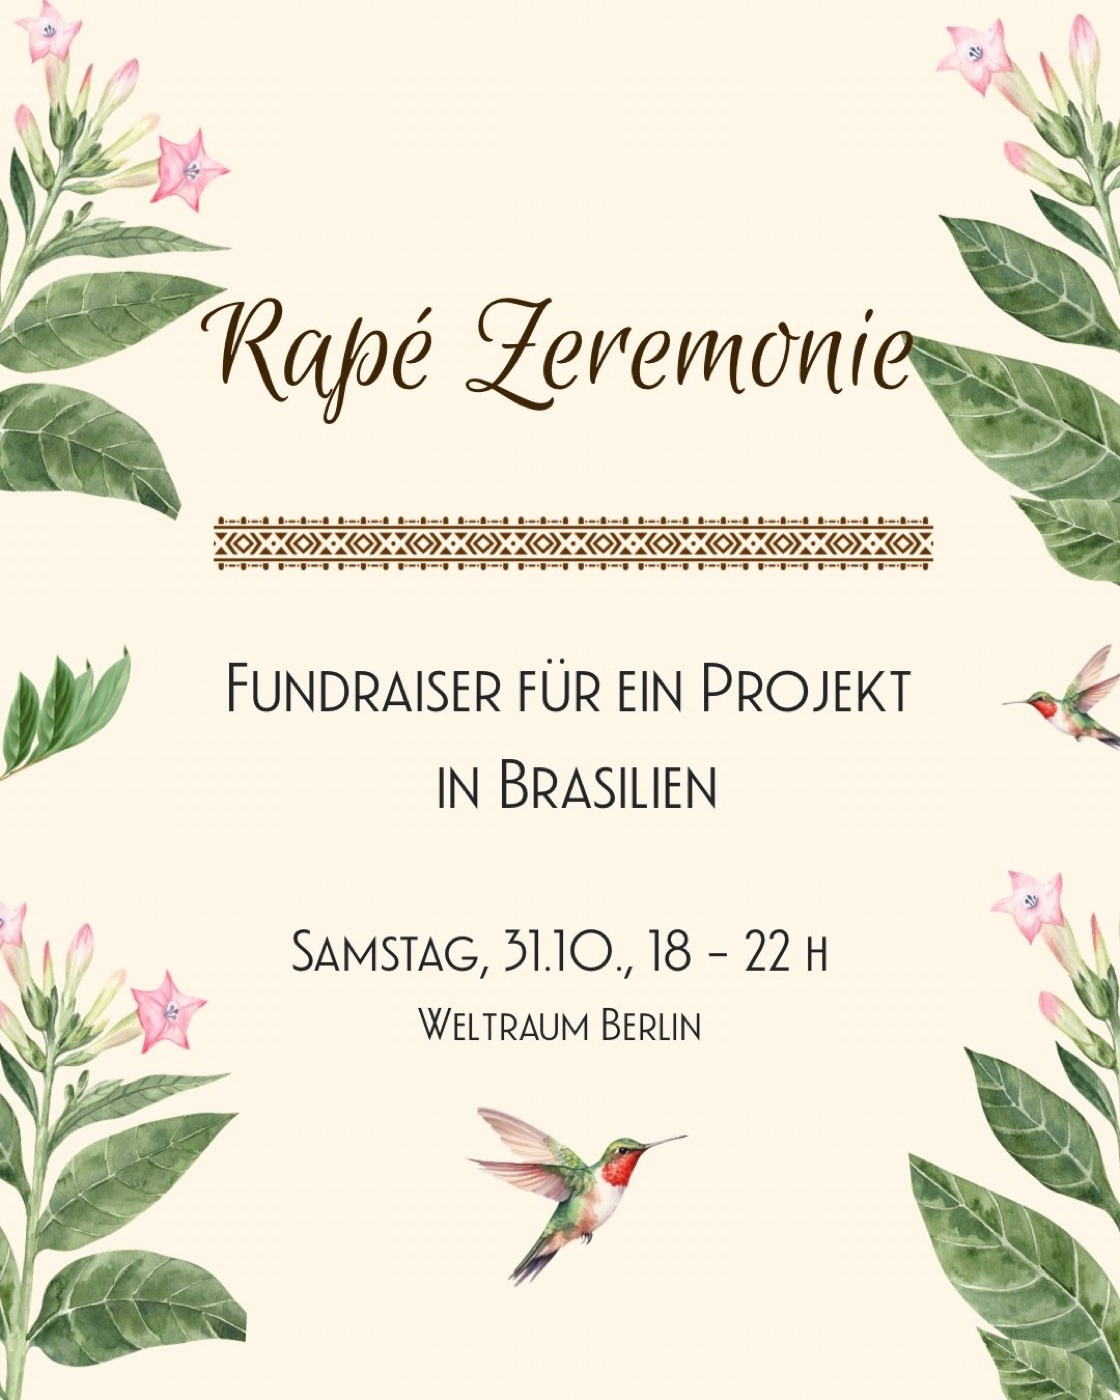 Rapé Zeremonie
Fundraiser für ein Projekt
in Brasilien
Samstag, 31.10., 18 – 22 h
Weltraum Berlin